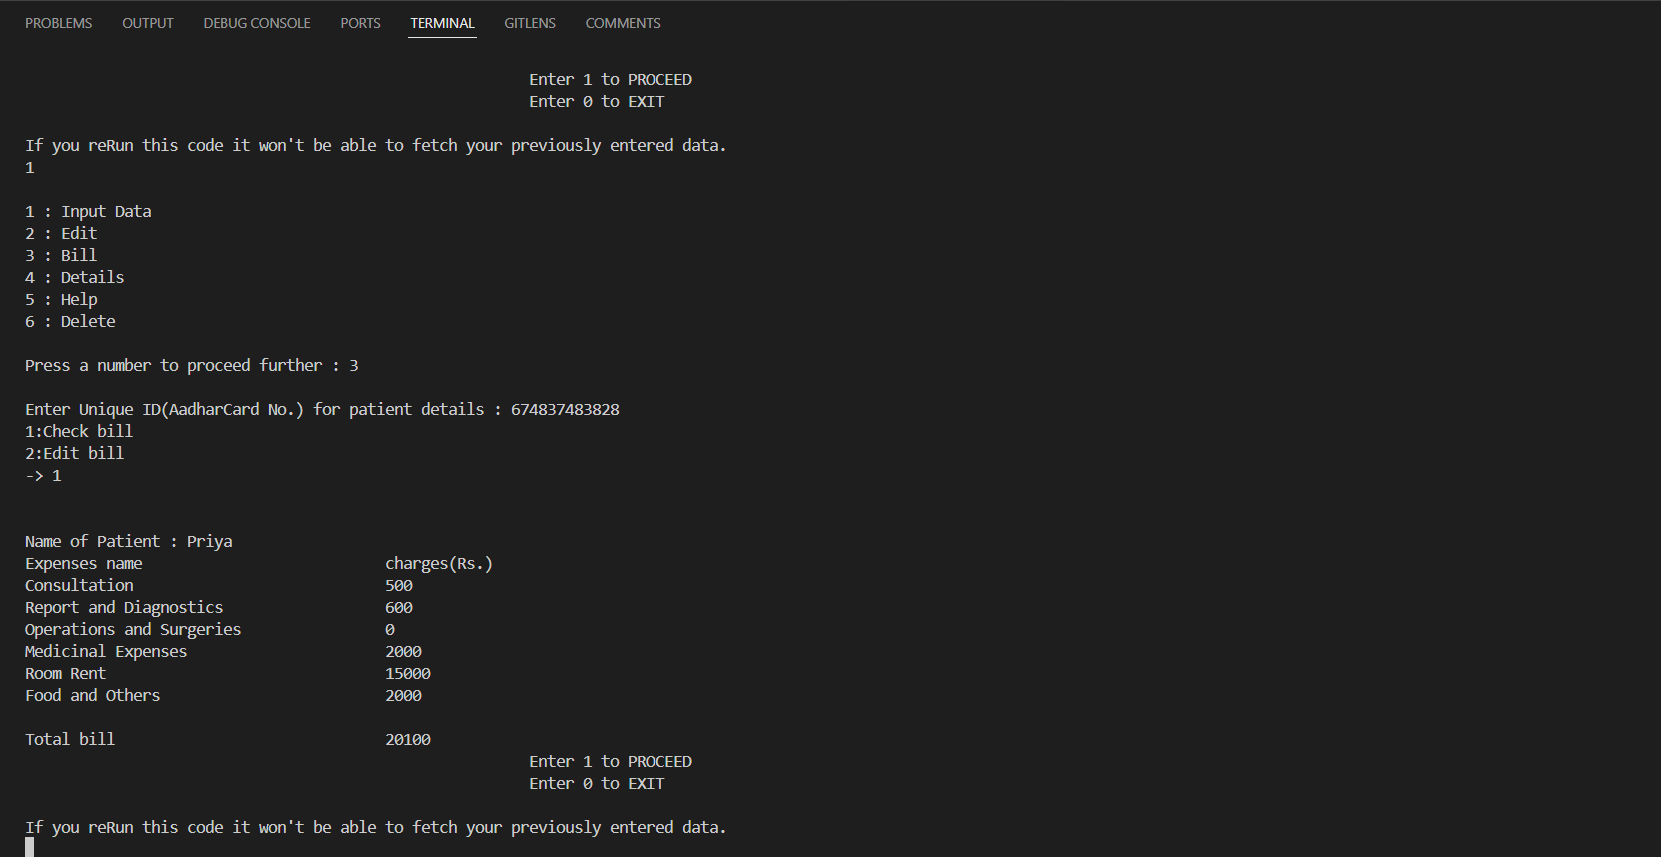 PROBLEMS OUTPUT DEBUG CONSOLE PORTS TERMINAL GITLENS COMMENTS
Enter 1 to PROCEED
Enter 0 to EXIT
If you reRun this code it won't be able to fetch your previously entered data.
1
1 : Input Data
2 : Edit
3 : Bill
4 : Details
5 : Help
6 : Delete
Press a number to proceed further : 3
Enter Unique ID(AadharCard No.) for patient details : 674837483828
1:Check bill
2:Edit bill
-> 1
Name of Patient : Priya
Expenses name charges(Rs.)
Consultation 500
Report and Diagnostics 600
Operations and Surgeries 0
Medicinal Expenses 2000
Room Rent 15000
Food and Others 2000
Total bill 20100
Enter 1 to PROCEED
Enter 0 to EXIT
If you reRun this code it won't be able to fetch your previously entered data.